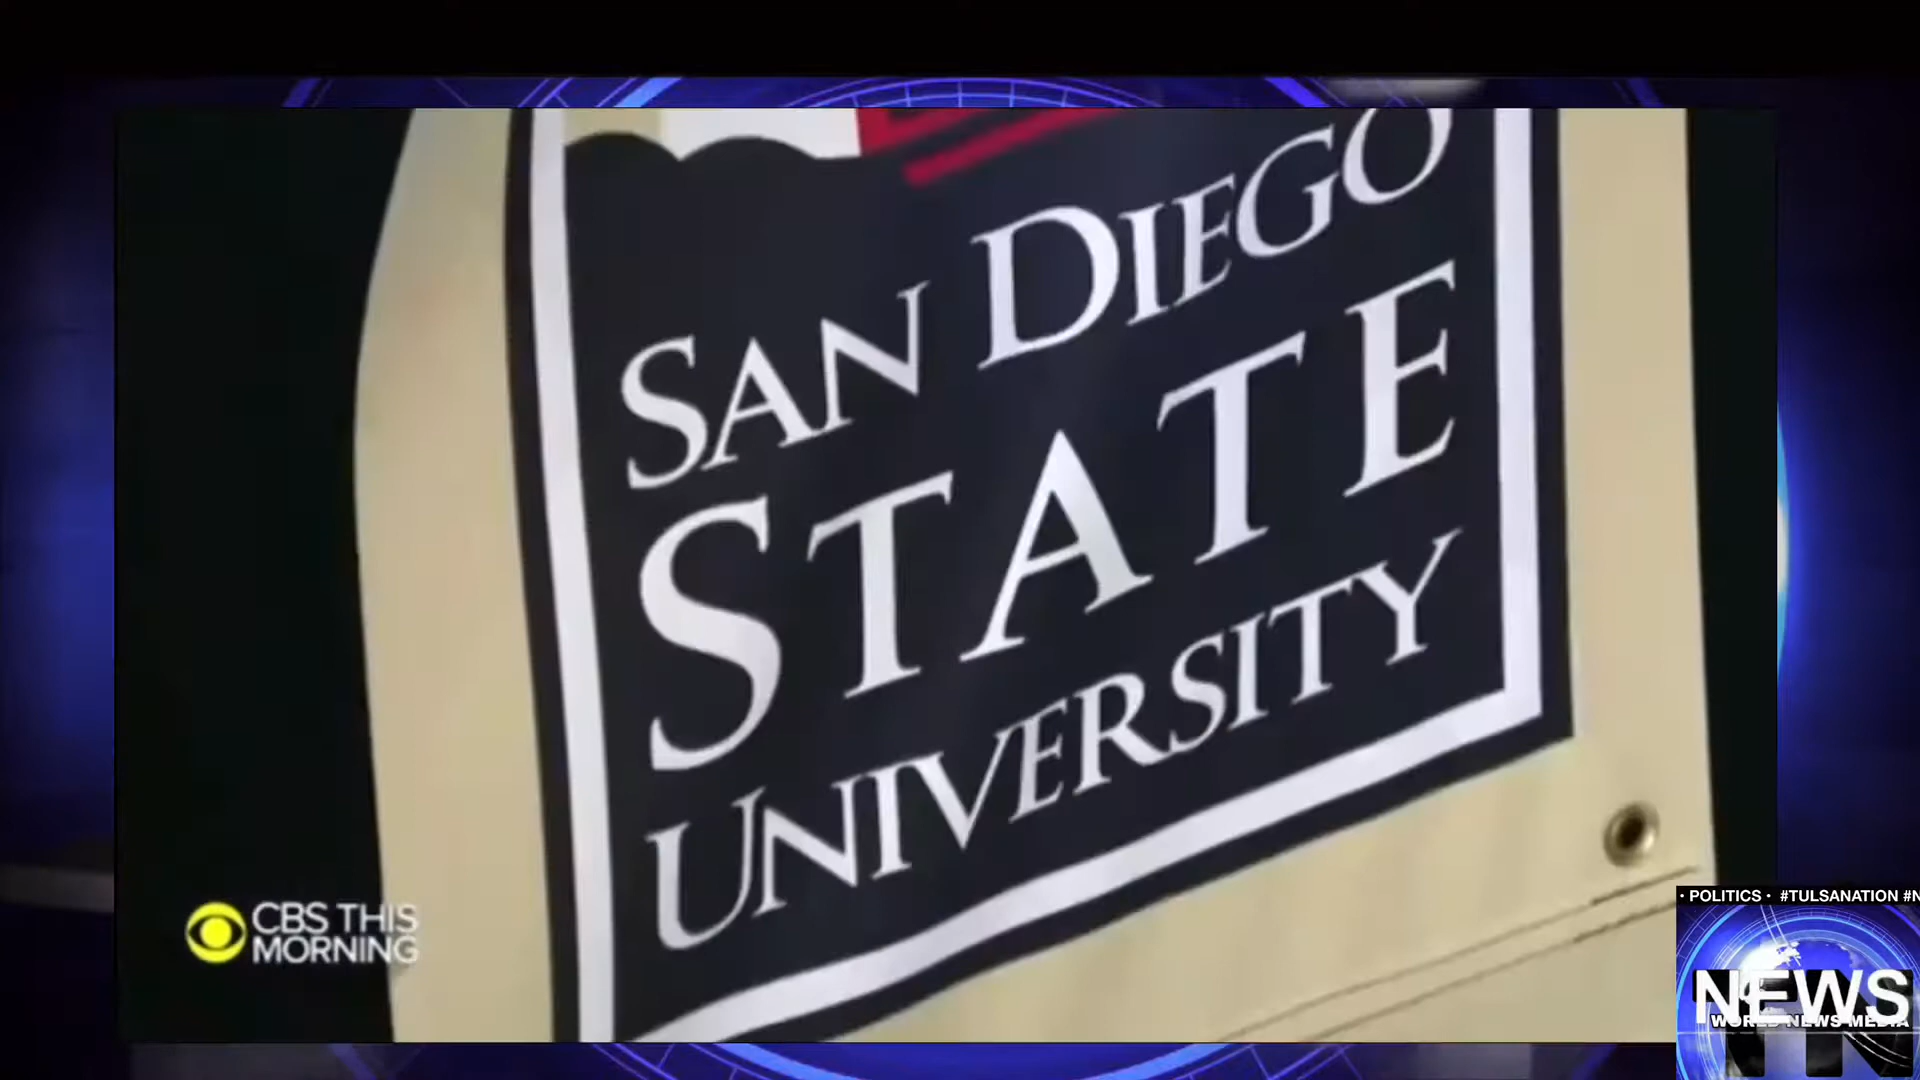 SAN DIEGO
STATE
UNIVERSITY
CBS THIS
MORNING
· POLITICS · #TULSANATION #N
NEWS
WORLD NEWS MEDIA